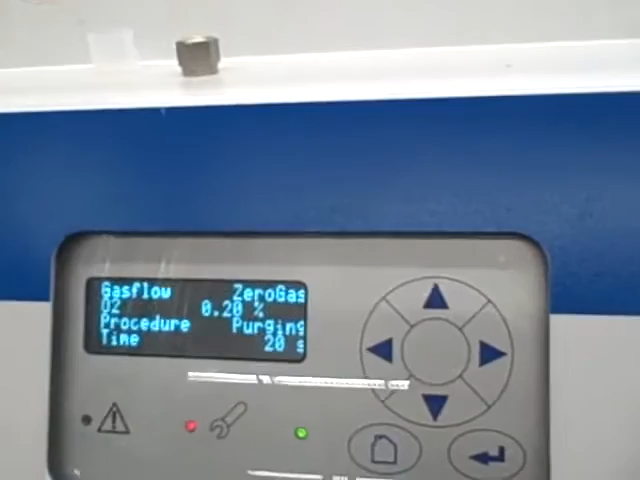 Gasflow ZeroGas
O2 0.20 %
Procedure Purging
Time 20 s